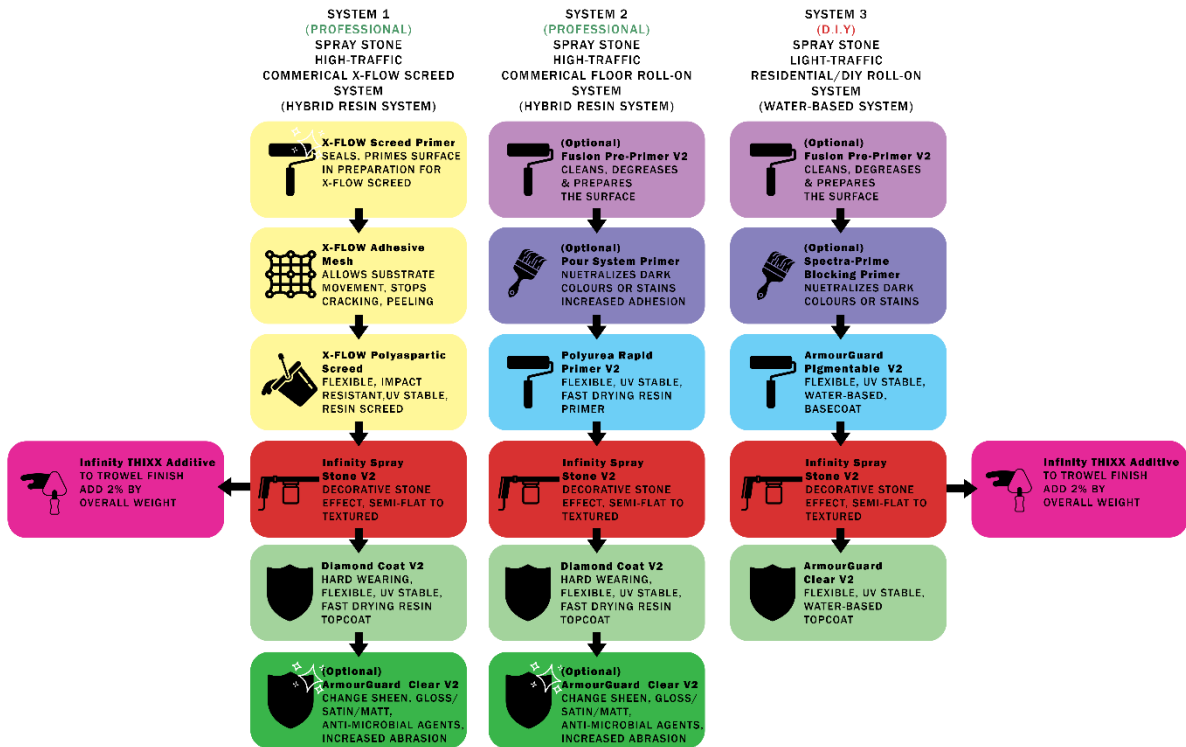 SYSTEM 1
(PROFESSIONAL)
SPRAY STONE
HIGH-TRAFFIC
COMMERICAL X-FLOW SCREED
SYSTEM
(HYBRID RESIN SYSTEM)
X-FLOW Screed Primer
SEALS, PRIMES SURFACE
IN PREPARATION FOR
X-FLOW SCREED
X-FLOW Adhesive
Mesh
ALLOWS SUBSTRATE
MOVEMENT, STOPS
CRACKING, PEELING
X-FLOW Polyaspartic
Screed
FLEXIBLE, IMPACT
RESISTANT,UV STABLE,
RESIN SCREED
Infinity THIXX Additive
TO TROWEL FINISH
ADD 2% BY
OVERALL WEIGHT
Infinity Spray
Stone V2
DECORATIVE STONE
EFFECT, SEMI-FLAT TO
TEXTURED
Diamond Coat V2
HARD WEARING,
FLEXIBLE, UV STABLE,
FAST DRYING RESIN
TOPCOAT
(Optional)
ArmourGuard Clear V2
CHANGE SHEEN, GLOSS/
SATIN/MATT,
ANTI-MICROBIAL AGENTS,
INCREASED ABRASION
SYSTEM 2
(PROFESSIONAL)
SPRAY STONE
HIGH-TRAFFIC
COMMERICAL FLOOR ROLL-ON
SYSTEM
(HYBRID RESIN SYSTEM)
(Optional)
Fusion Pre-Primer V2
CLEANS, DEGREASES
& PREPARES
THE SURFACE
(Optional)
Pour System Primer
NUETRALIZES DARK
COLOURS OR STAINS
INCREASED ADHESION
Polyurea Rapid
Primer V2
FLEXIBLE, UV STABLE,
FAST DRYING RESIN
PRIMER
Infinity Spray
Stone V2
DECORATIVE STONE
EFFECT, SEMI-FLAT TO
TEXTURED
Diamond Coat V2
HARD WEARING,
FLEXIBLE, UV STABLE,
FAST DRYING RESIN
TOPCOAT
(Optional)
ArmourGuard Clear V2
CHANGE SHEEN, GLOSS/
SATIN/MATT,
ANTI-MICROBIAL AGENTS,
INCREASED ABRASION
SYSTEM 3
(D.I.Y)
SPRAY STONE
LIGHT-TRAFFIC
RESIDENTIAL/DIY ROLL-ON
SYSTEM
(WATER-BASED SYSTEM)
(Optional)
Fusion Pre-Primer V2
CLEANS, DEGREASES
& PREPARES
THE SURFACE
(Optional)
Spectra-Prime
Blocking Primer
NUETRALIZES DARK
COLOURS OR STAINS
ArmourGuard
Pigmentable V2
FLEXIBLE, UV STABLE,
WATER-BASED,
BASECOAT
Infinity Spray
Stone V2
DECORATIVE STONE
EFFECT, SEMI-FLAT TO
TEXTURED
Infinity THIXX Additive
TO TROWEL FINISH
ADD 2% BY
OVERALL WEIGHT
ArmourGuard
Clear V2
FLEXIBLE, UV STABLE,
WATER-BASED
TOPCOAT